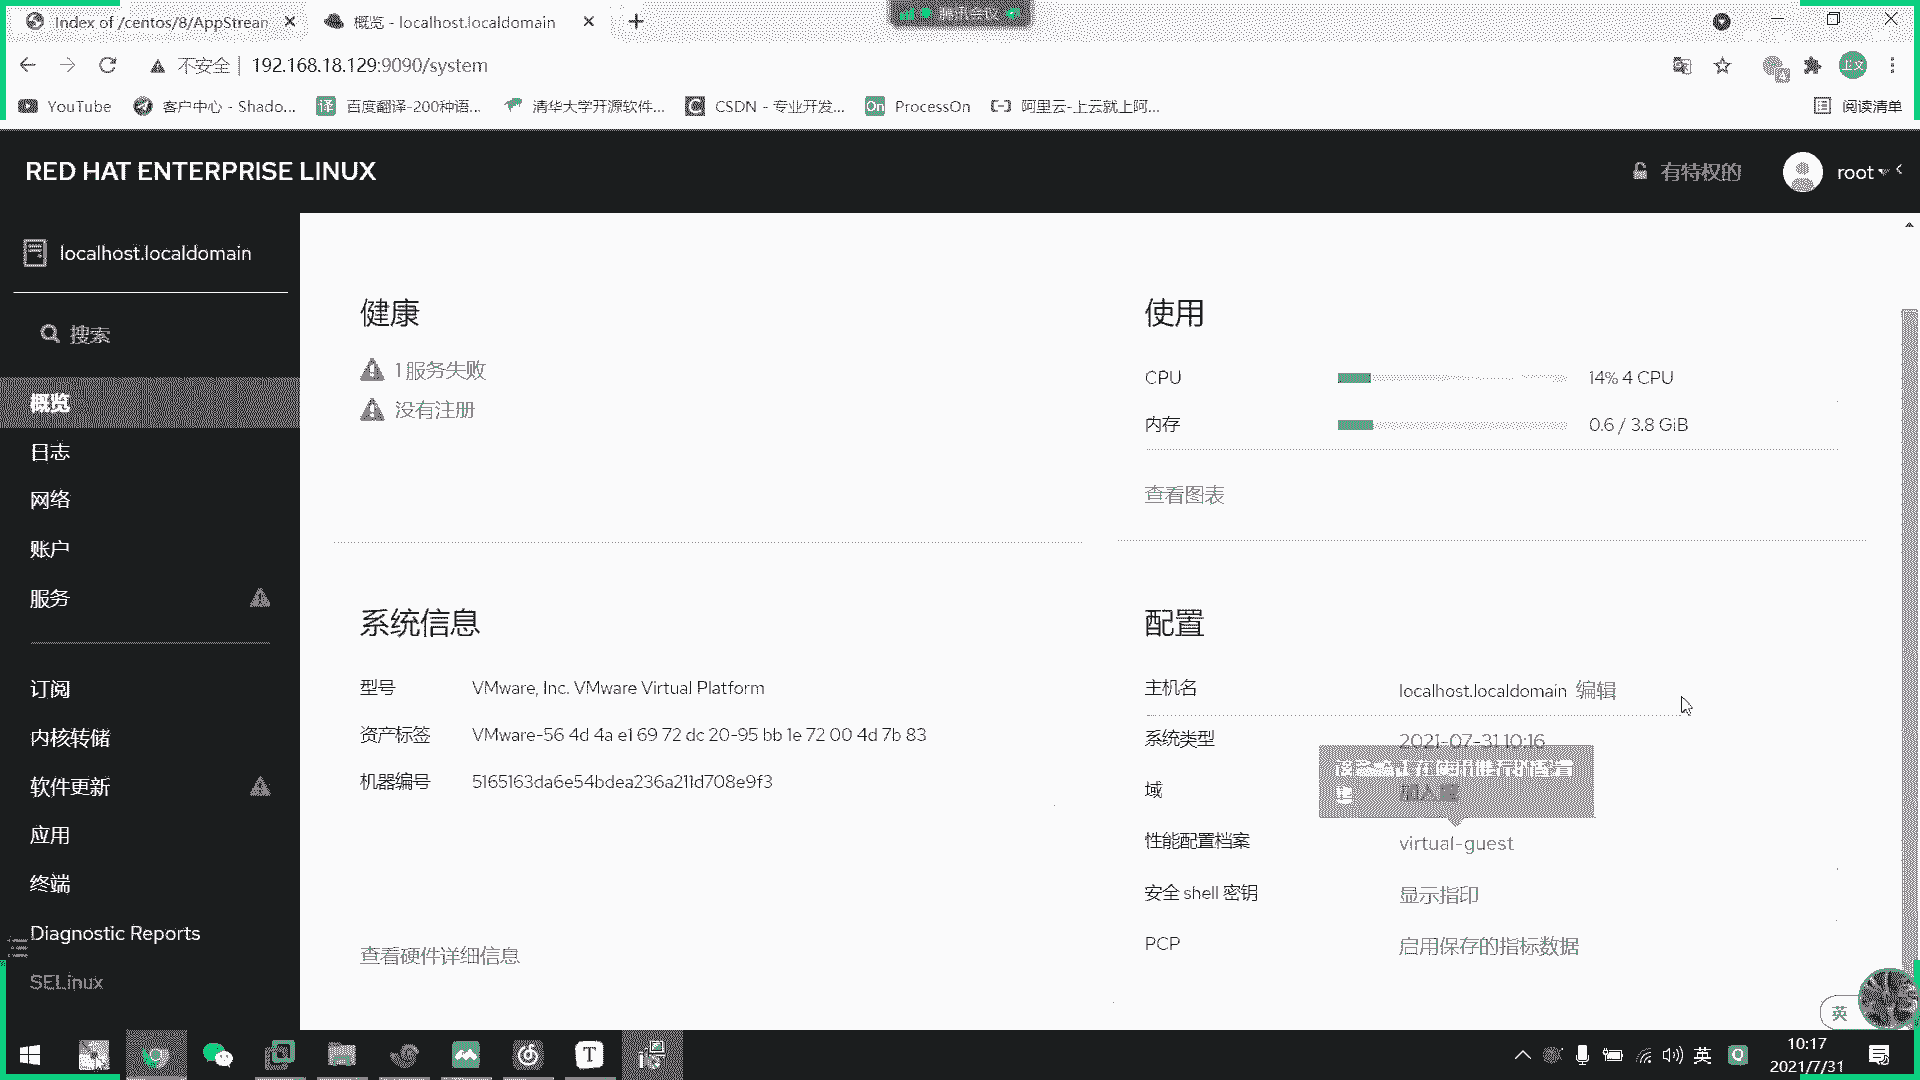 Index of /centos/8/AppStrean
概览 - localhost.localdomain
腾讯会议
不安全 | 192.168.18.129:9090/system
YouTube
客户中心 - Shado...
百度翻译-200种语...
清华大学开源软件...
CSDN - 专业开发...
ProcessOn
阿里云-上云就上阿...
阅读清单
RED HAT ENTERPRISE LINUX
有特权的
root
localhost.localdomain
搜索
概览
日志
网络
账户
服务
订阅
内核转储
软件更新
应用
终端
Diagnostic Reports
SELinux
健康
1 服务失败
没有注册
使用
CPU 14% 4 CPU
内存 0.6 / 3.8 GiB
查看图表
系统信息
型号 VMware, Inc. VMware Virtual Platform
资产标签 VMware-56 4d 4a e1 69 72 dc 20-95 bb 1e 72 00 4d 7b 83
机器编号 5165163da6e54bdea236a211d708e9f3
查看硬件详细信息
配置
主机名 localhost.localdomain 编辑
系统类型 2021-07-31 10:16
域 加入域
性能配置档案 virtual-guest
安全 shell 密钥 显示指印
PCP 启用保存的指标数据
英
英
10:17
2021/7/31